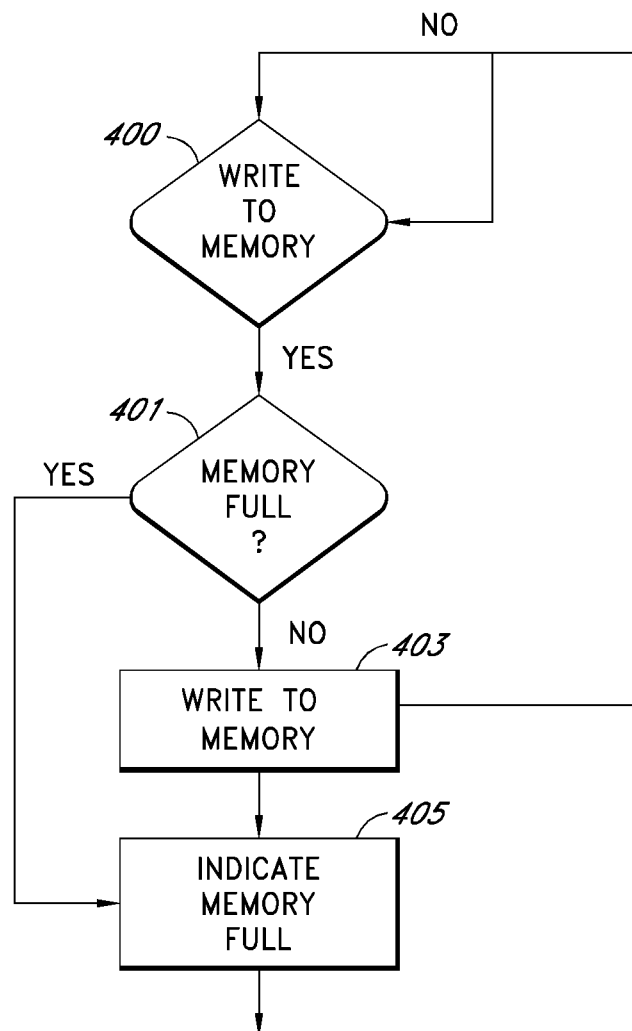 NO
400
WRITE
TO
MEMORY
YES
401
YES
MEMORY
FULL
?
NO
403
WRITE TO
MEMORY
405
INDICATE
MEMORY
FULL